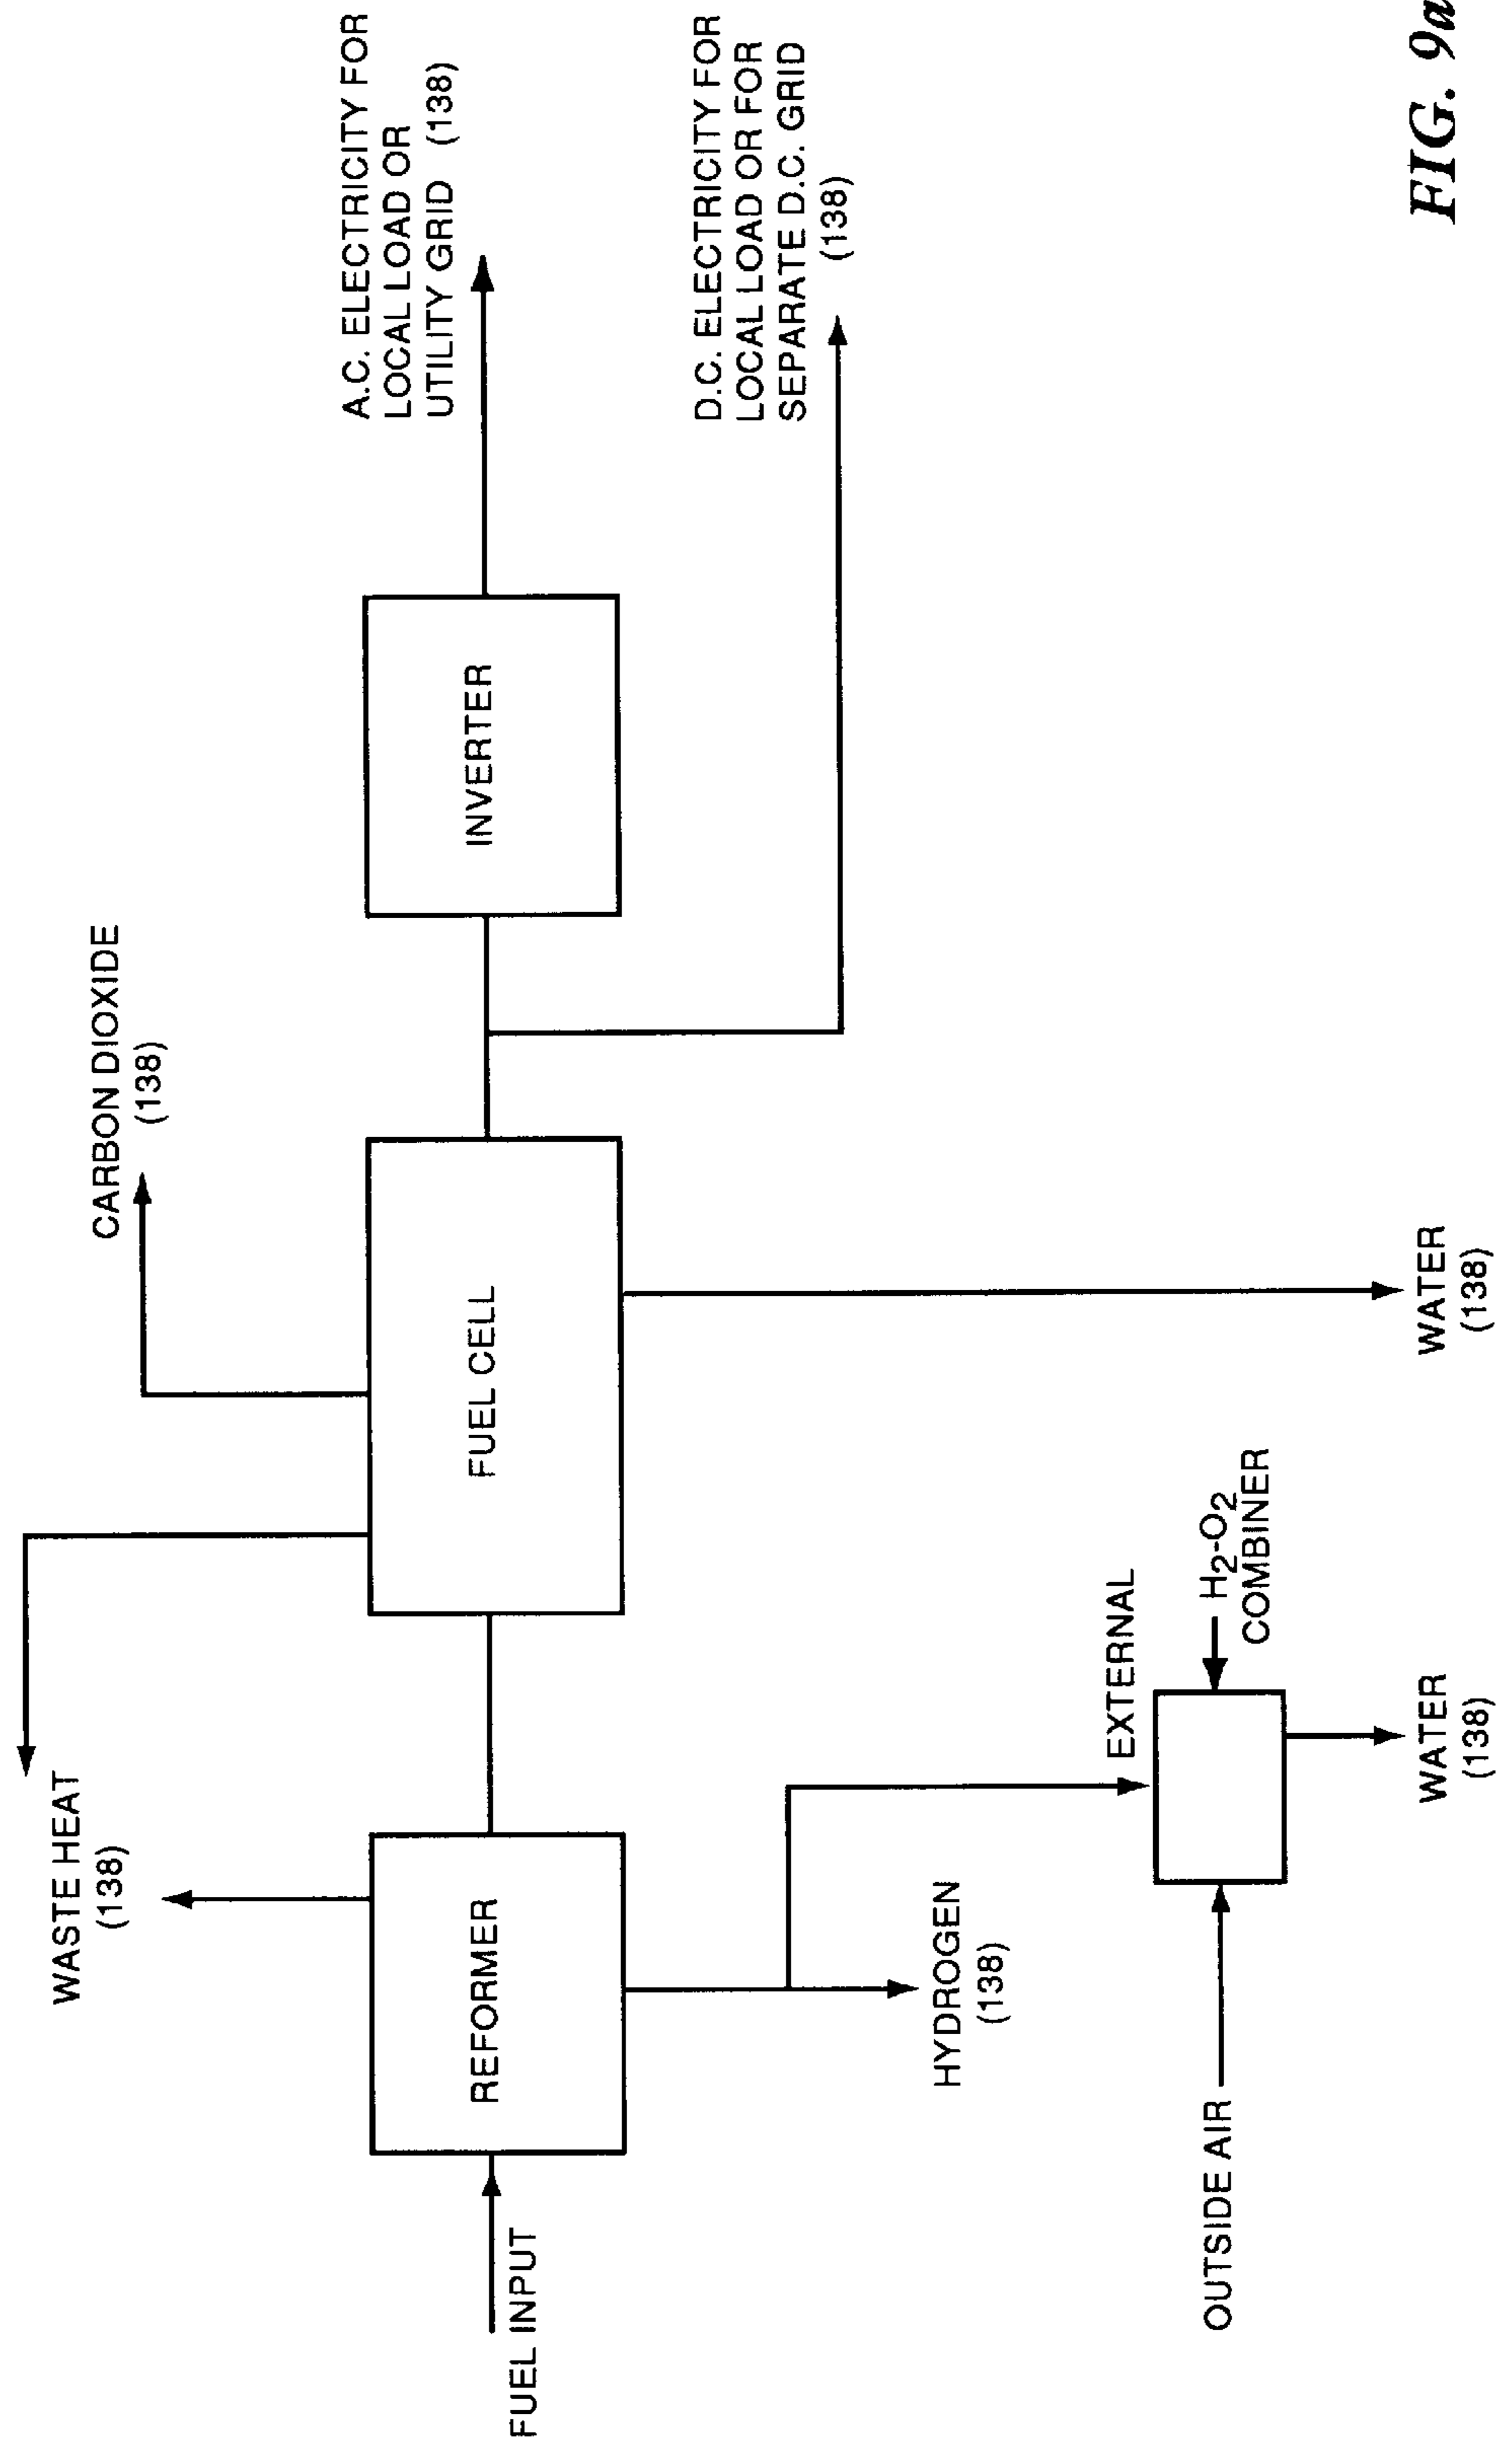 WASTE HEAT
(138)
CARBON DIOXIDE
(138)
A.C. ELECTRICITY FOR
LOCAL LOAD OR
UTILITY GRID (138)
FUEL INPUT
REFORMER
FUEL CELL
INVERTER
D.C. ELECTRICITY FOR
LOCAL LOAD OR FOR
SEPARATE D.C. GRID
(138)
HYDROGEN
(138)
EXTERNAL
OUTSIDE AIR
H2-O2
COMBINER
WATER
(138)
WATER
(138)
FIG. 9a